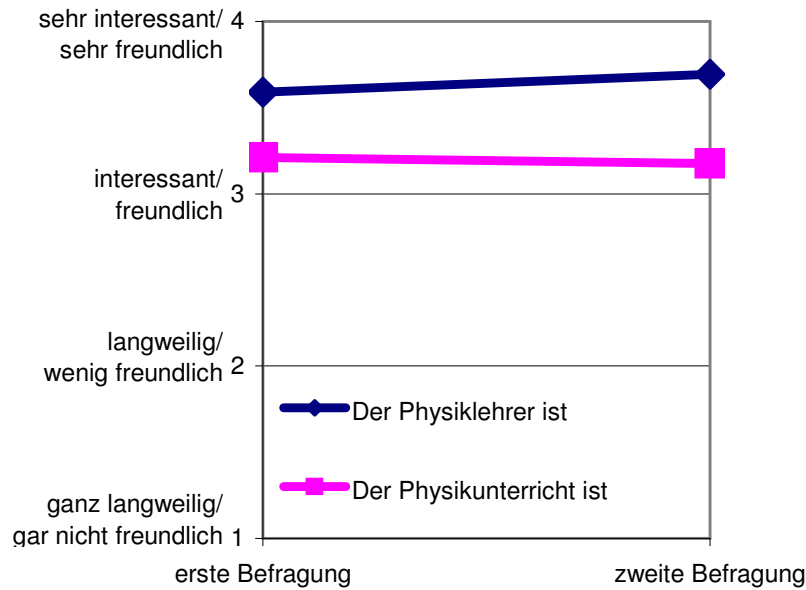 sehr interessant/
sehr freundlich
4
interessant/
freundlich
3
langweilig/
wenig freundlich
2
Der Physiklehrer ist
Der Physikunterricht ist
ganz langweilig/
gar nicht freundlich
1
erste Befragung
zweite Befragung